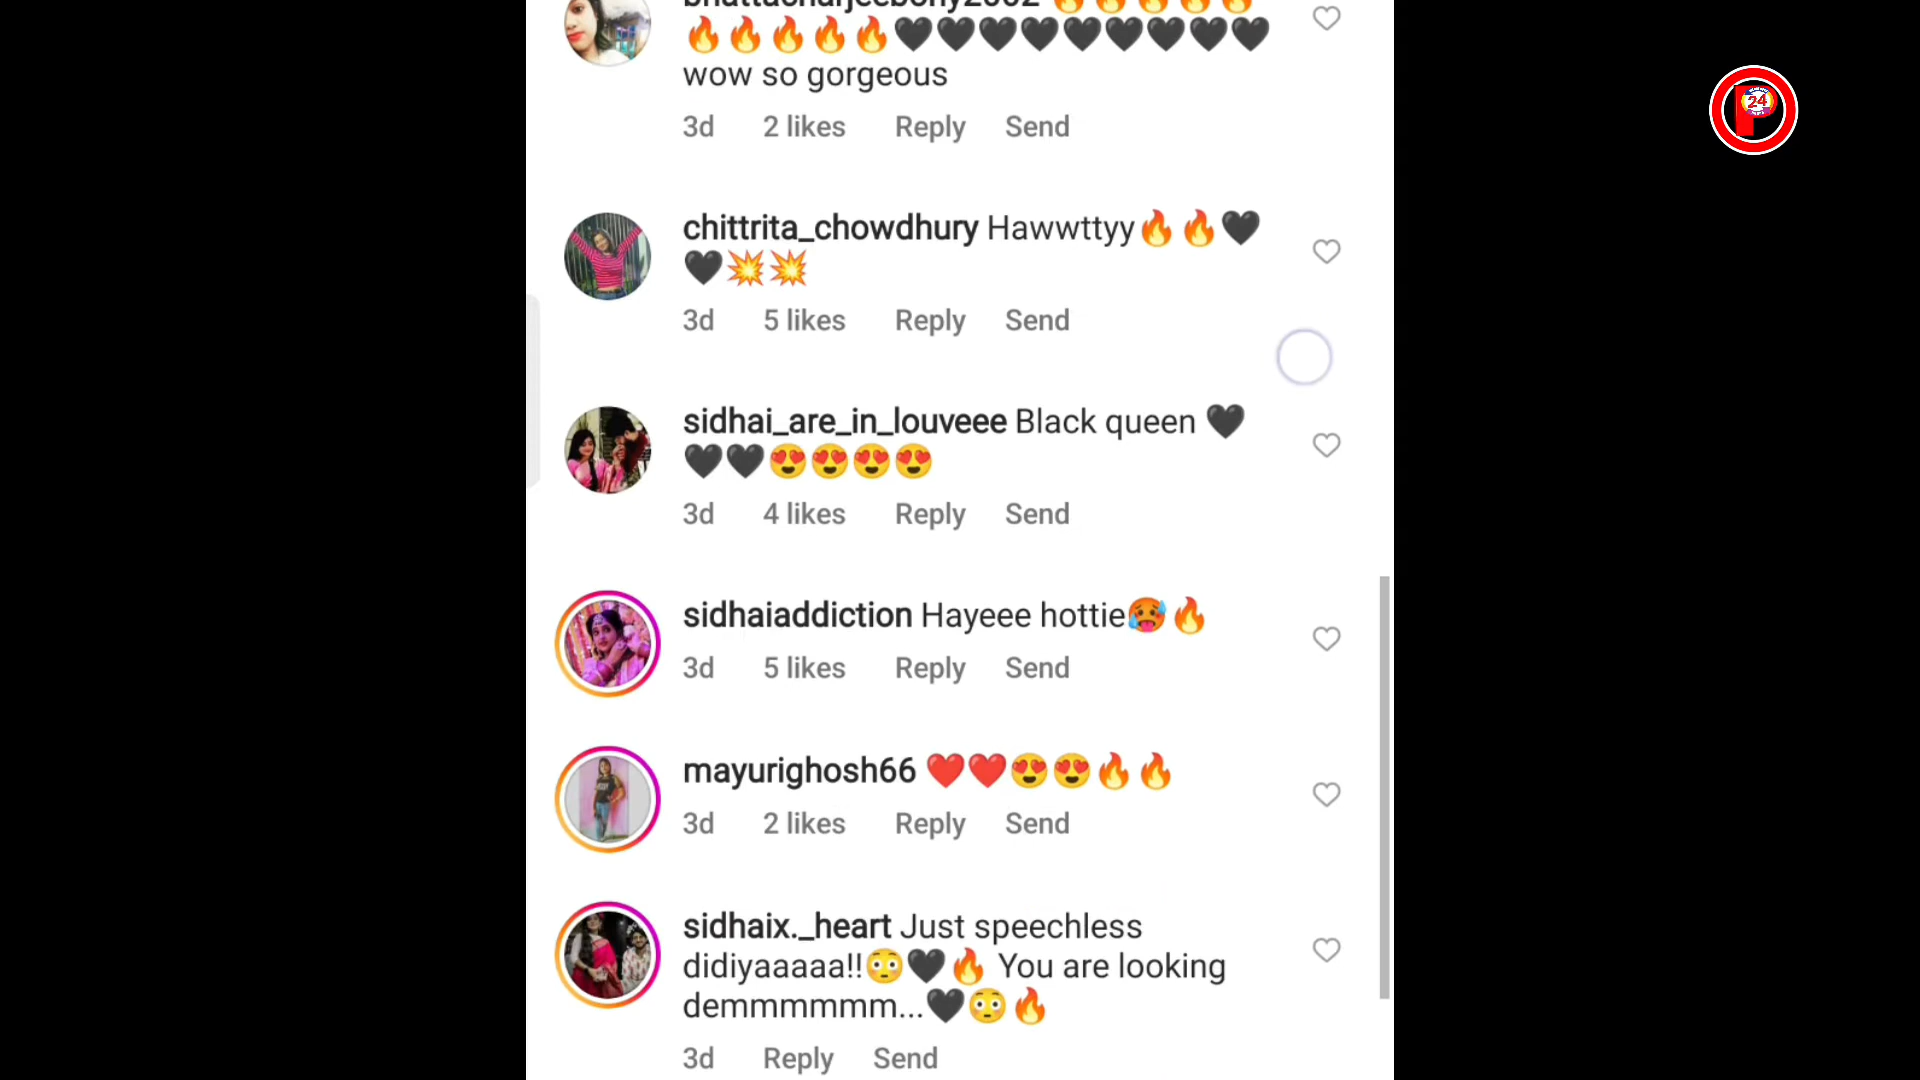 🔥🔥🔥🔥🔥
🔥🔥🔥🔥🔥🖤🖤🖤🖤🖤🖤🖤🖤🖤
wow so gorgeous
3d 2 likes Reply Send
chittrita_chowdhury Hawwttyy🔥🔥🖤
🖤💥💥
3d 5 likes Reply Send
sidhai_are_in_louveee Black queen 🖤
🖤🖤😍😍😍😍
3d 4 likes Reply Send
sidhaiaddiction Hayeee hottie🥵🔥
3d 5 likes Reply Send
mayurighosh66 ❤️❤️😍😍🔥🔥
3d 2 likes Reply Send
sidhaix._heart Just speechless
didiyaaaaa!!😳🖤🔥 You are looking
demmmmmm...🖤😳🔥
3d Reply Send
P 24